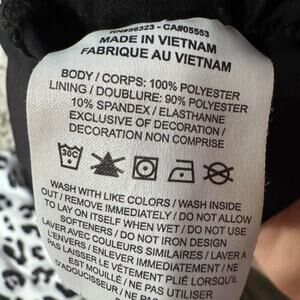 RN#56323 - CA#05553
MADE IN VIETNAM
FABRIQUE AU VIETNAM
BODY / CORPS: 100% POLYESTER
LINING / DOUBLURE: 90% POLYESTER
10% SPANDEX / ELASTHANNE
EXCLUSIVE OF DECORATION /
DECORATION NON COMPRISE
30C
WASH WITH LIKE COLORS / WASH INSIDE
OUT / REMOVE IMMEDIATELY / DO NOT ALLOW
TO LAY ON ITSELF WHEN WET / DO NOT USE
SOFTENERS / DO NOT IRON DESIGN
LAVER AVEC COULEURS SIMILAIRES / LAVER
À L'ENVERS / ENLEVER IMMÉDIATEMENT / NE
PAS LAISSER LE VÊTEMENT PLIÉ LORSQU'IL
EST MOUILLÉ / NE PAS UTILISER
D'ADOUCISSEUR / NE PAS